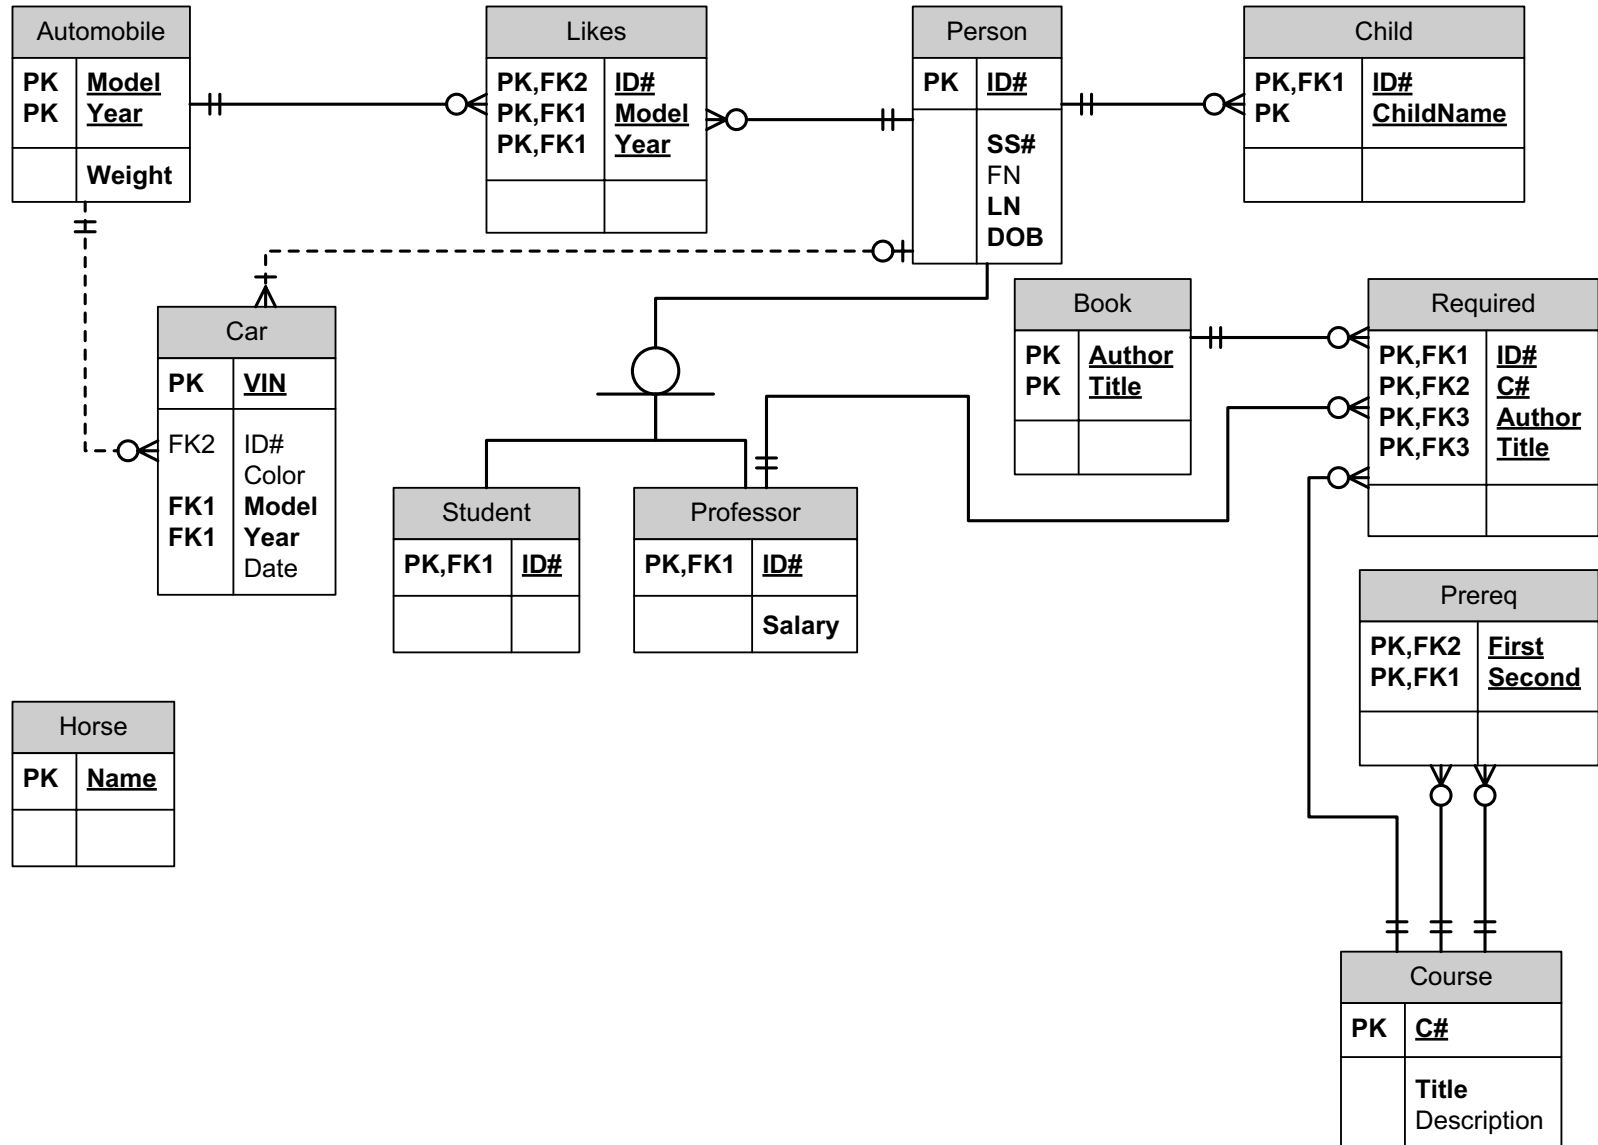 Automobile
PK Model
PK Year
Weight
Likes
PK,FK2 ID#
PK,FK1 Model
PK,FK1 Year
Person
PK ID#
SS#
FN
LN
DOB
Child
PK,FK1 ID#
PK ChildName
Car
PK VIN
FK2 ID#
Color
FK1 Model
FK1 Year
Date
Book
PK Author
PK Title
Required
PK,FK1 ID#
PK,FK2 C#
PK,FK3 Author
PK,FK3 Title
Student
PK,FK1 ID#
Professor
PK,FK1 ID#
Salary
Prereq
PK,FK2 First
PK,FK1 Second
Horse
PK Name
Course
PK C#
Title
Description